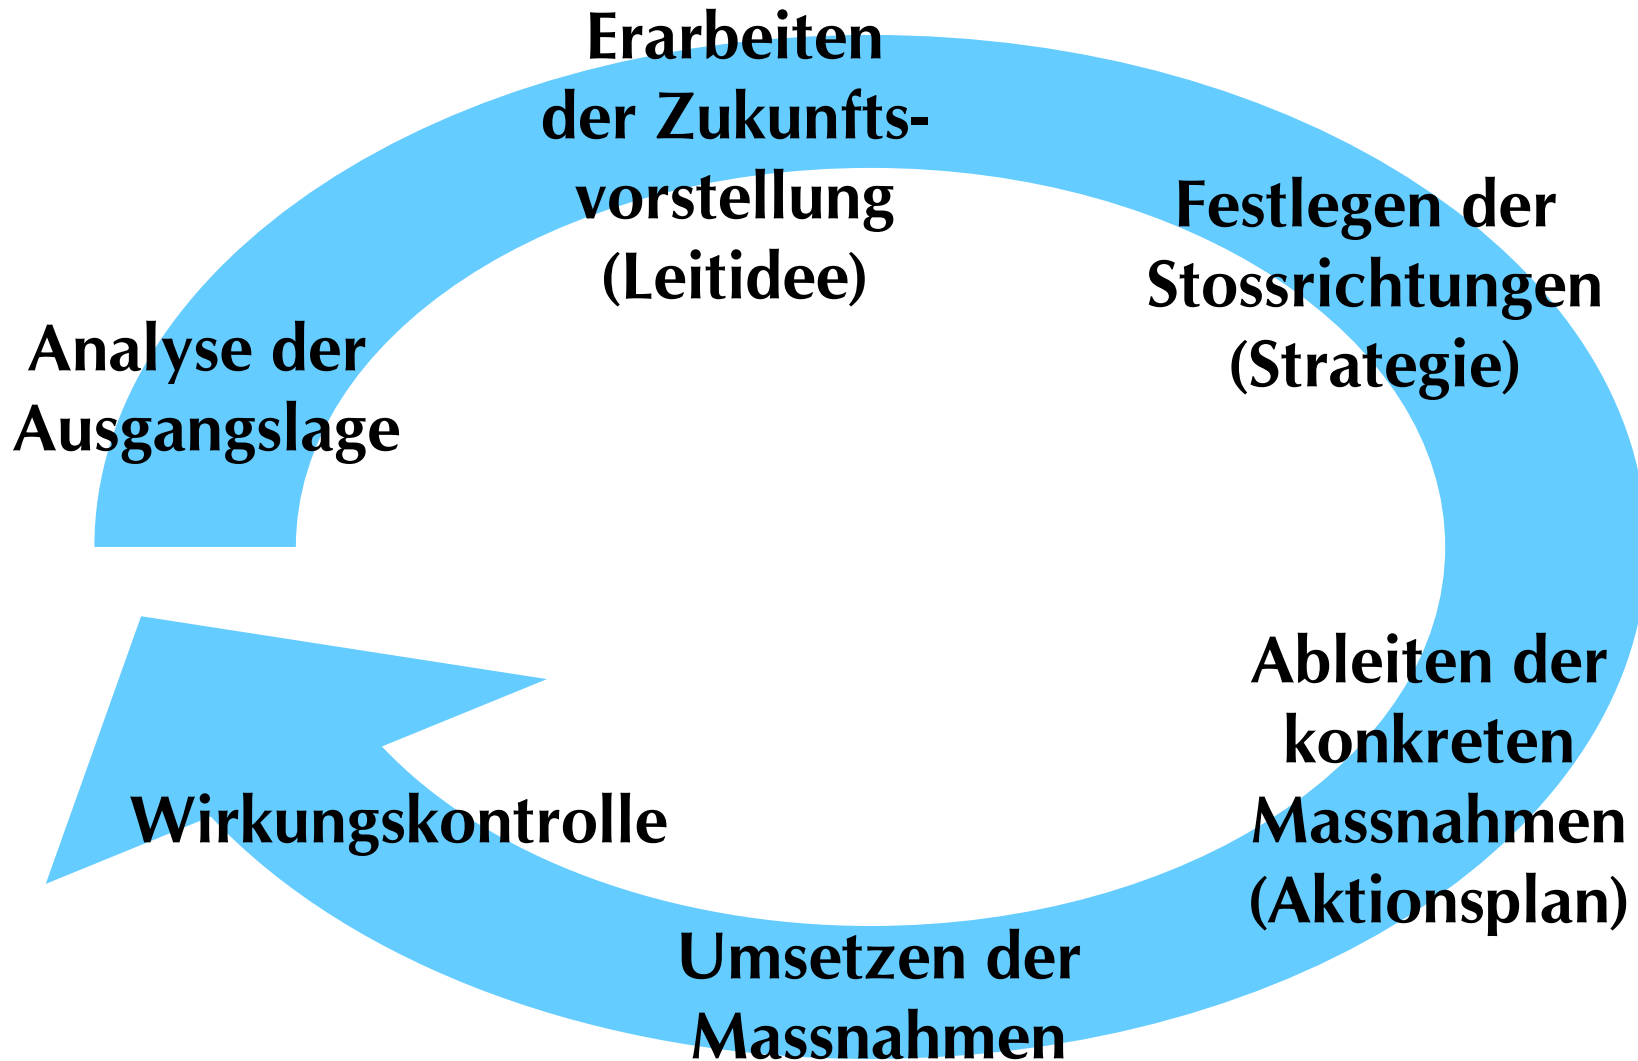 Erarbeiten
der Zukunfts-
vorstellung
(Leitidee)
Festlegen der
Stossrichtungen
(Strategie)
Analyse der
Ausgangslage
Ableiten der
konkreten
Massnahmen
(Aktionsplan)
Wirkungskontrolle
Umsetzen der
Massnahmen